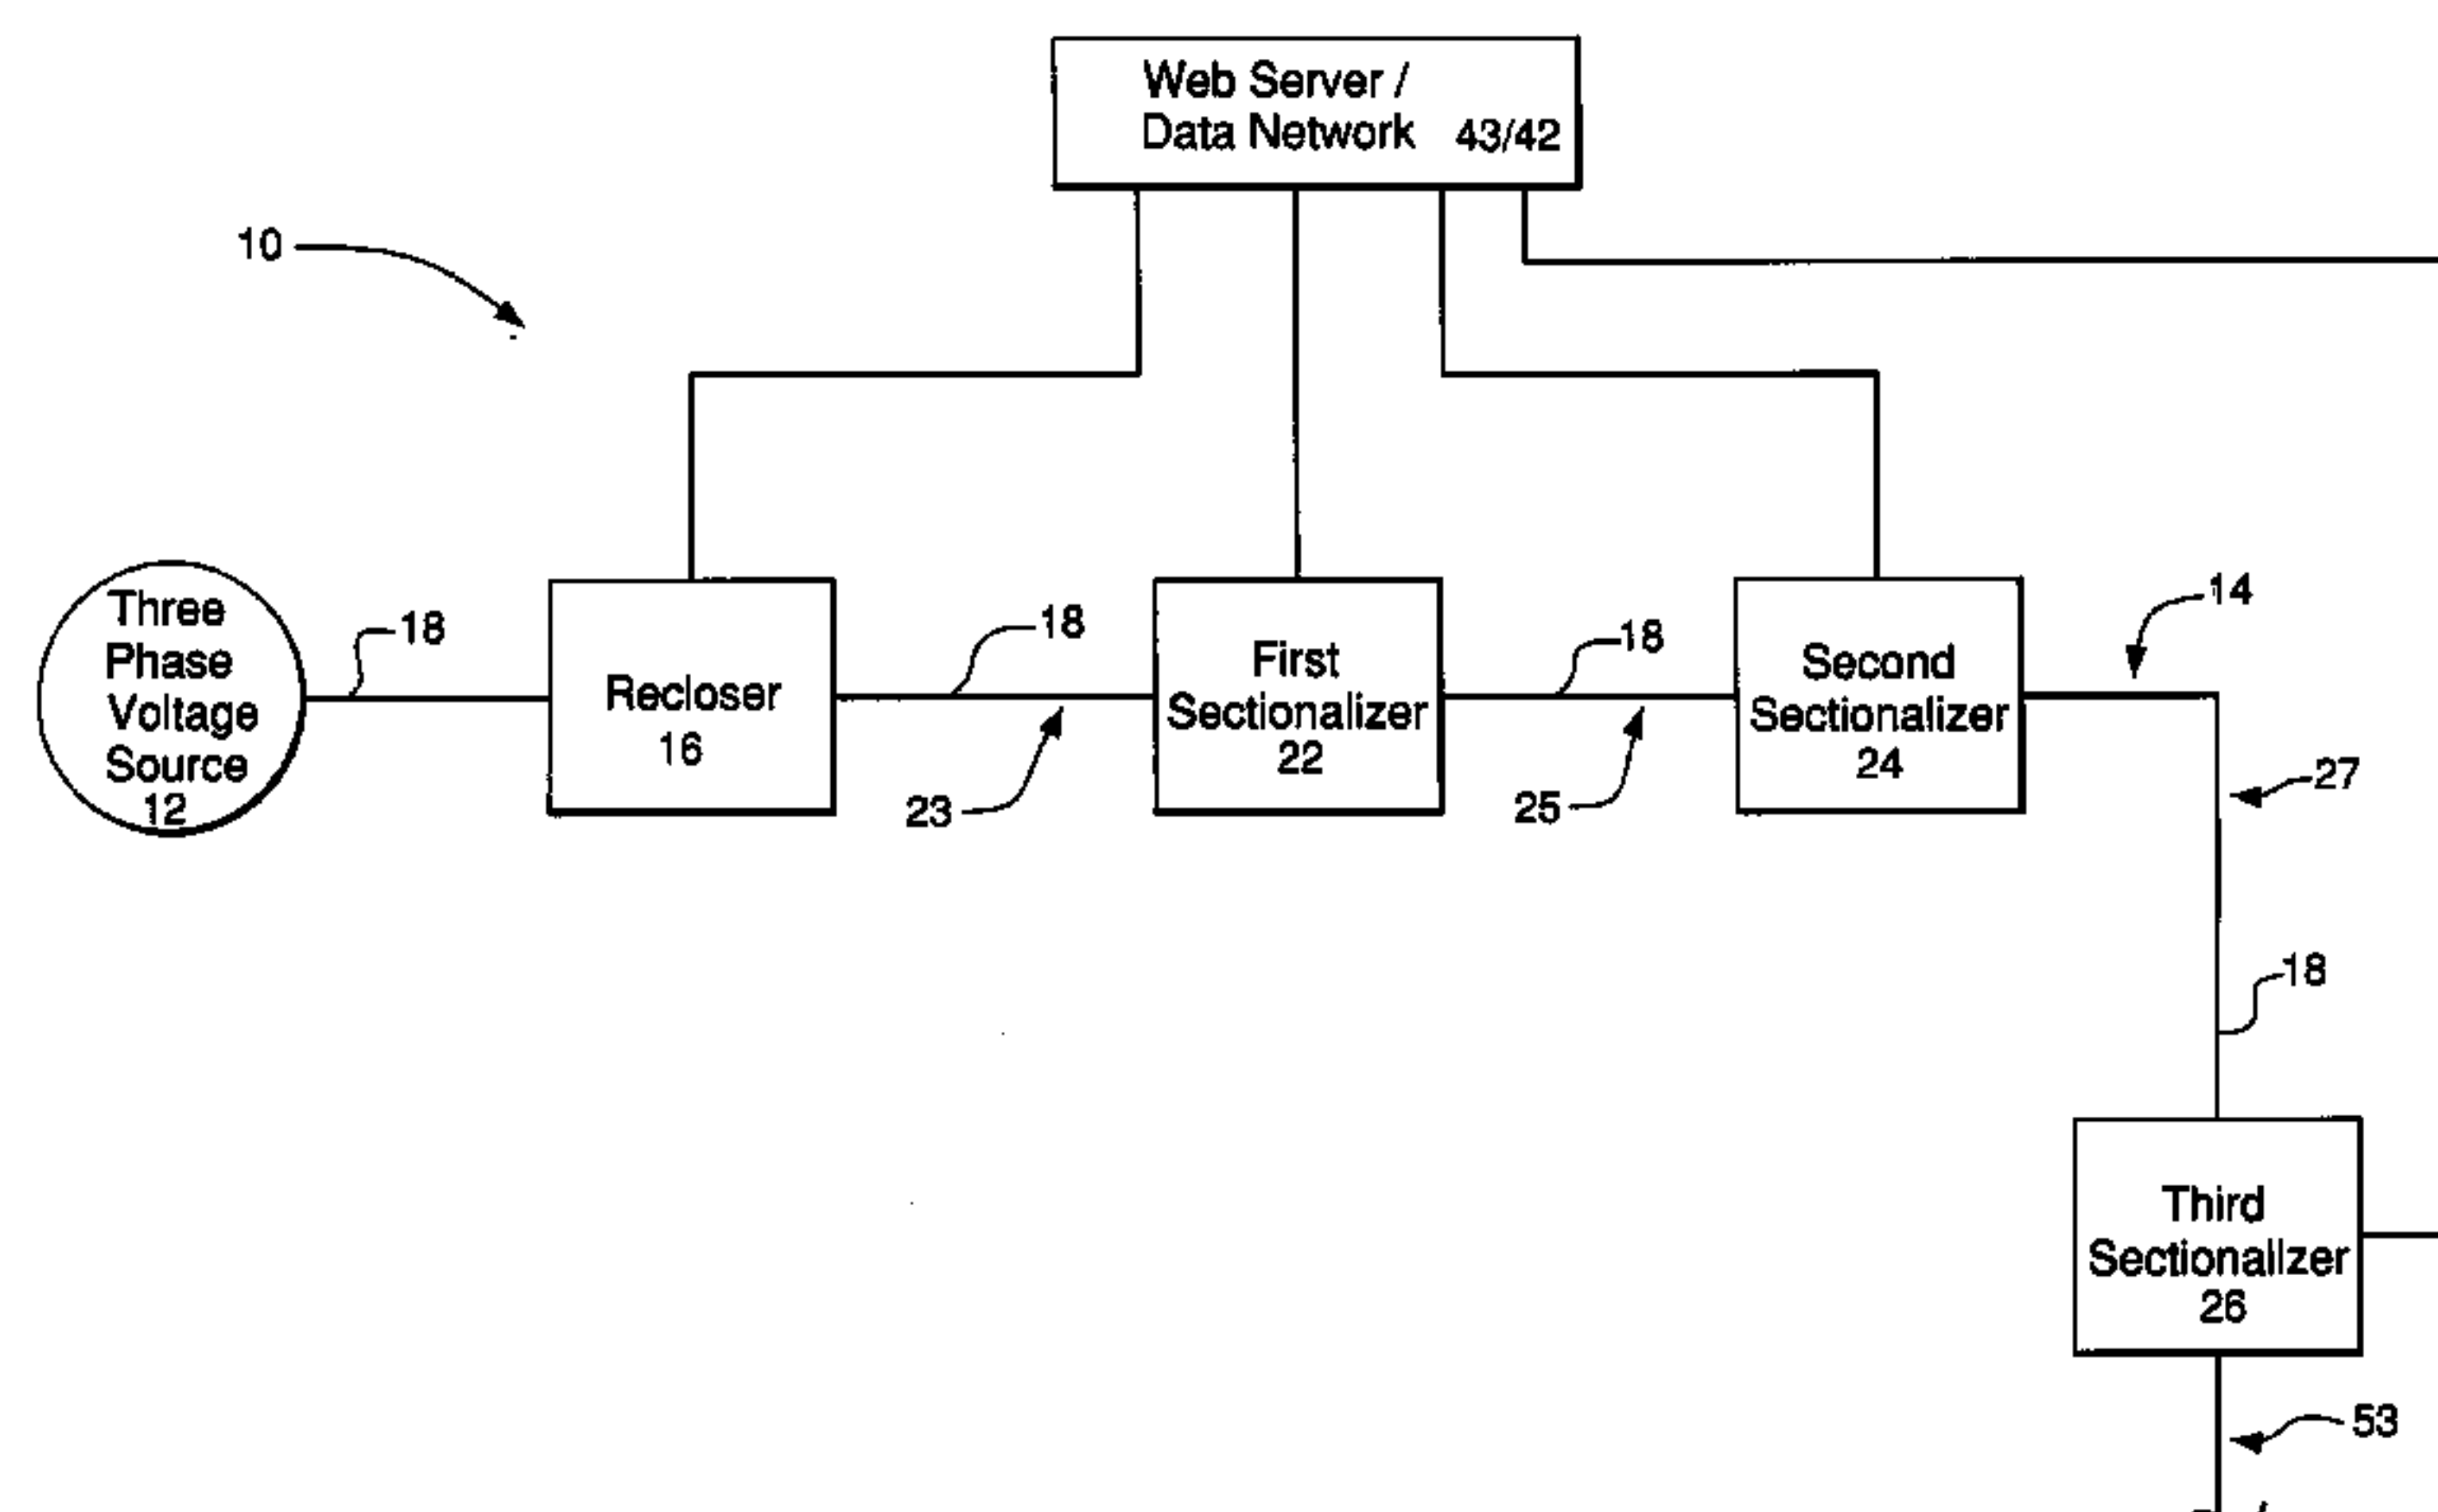 Web Server /
Data Network 43/42
10
14
18
18
18
Three
Phase
Voltage
Source
12
Recloser
16
First
Sectionalizer
22
Second
Sectionalizer
24
23
25
27
18
Third
Sectionalizer
26
53